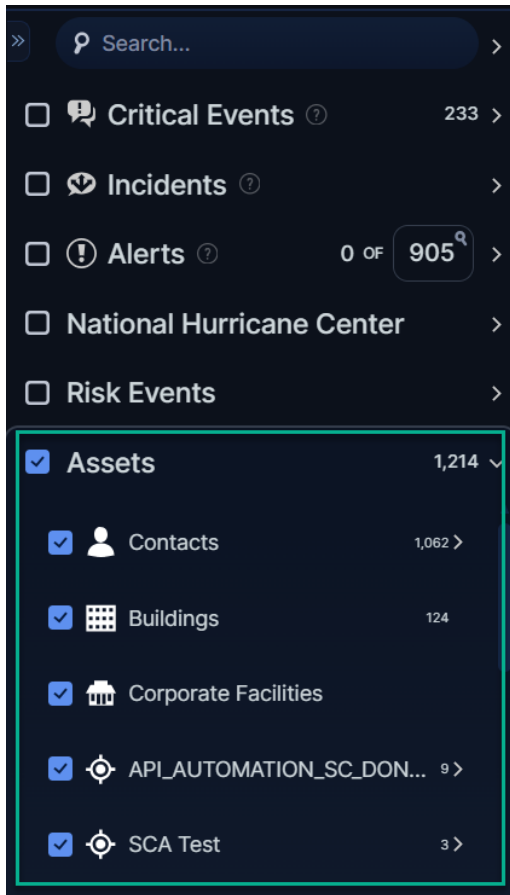 Search...
Critical Events ? 233
Incidents ?
Alerts ? 0 OF 905
National Hurricane Center
Risk Events
Assets 1,214
Contacts 1,062
Buildings 124
Corporate Facilities
API_AUTOMATION_SC_DON... 9
SCA Test 3